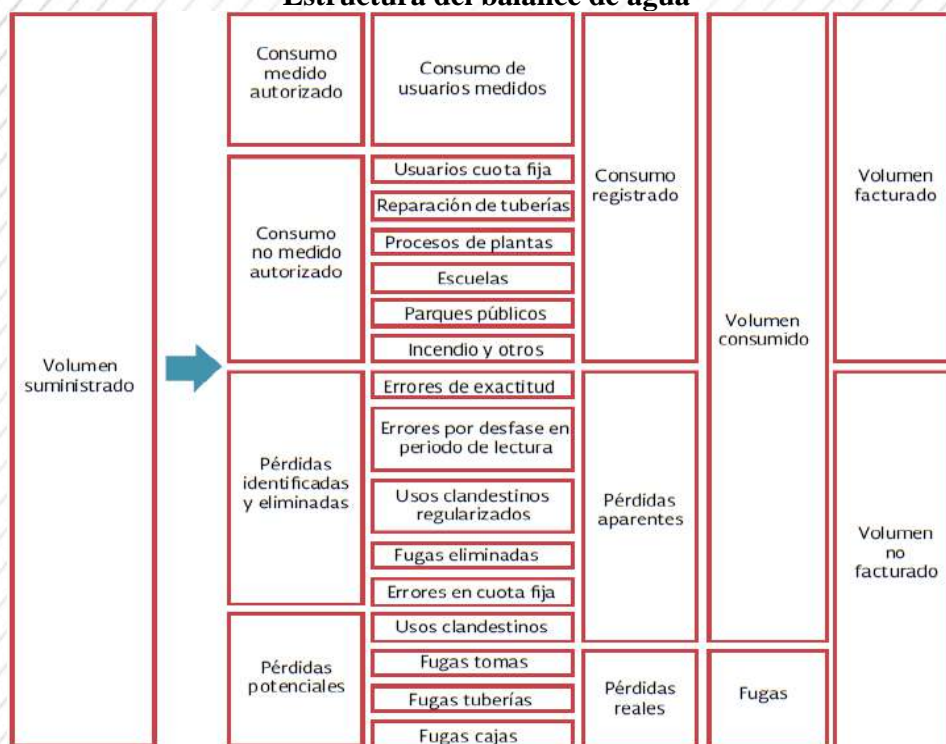 Estructura del balance de agua
Volumen
suministrado
Consumo
medido
autorizado
Consumo
no medido
autorizado
Pérdidas
identificadas
y eliminadas
Pérdidas
potenciales
Consumo de
usuarios medidos
Usuarios cuota fija
Reparación de tuberías
Procesos de plantas
Escuelas
Parques públicos
Incendio y otros
Errores de exactitud
Errores por desfase en
periodo de lectura
Usos clandestinos
regularizados
Fugas eliminadas
Errores en cuota fija
Usos clandestinos
Fugas tomas
Fugas tuberías
Fugas cajas
Consumo
registrado
Pérdidas
aparentes
Pérdidas
reales
Volumen
consumido
Fugas
Volumen
facturado
Volumen
no
facturado